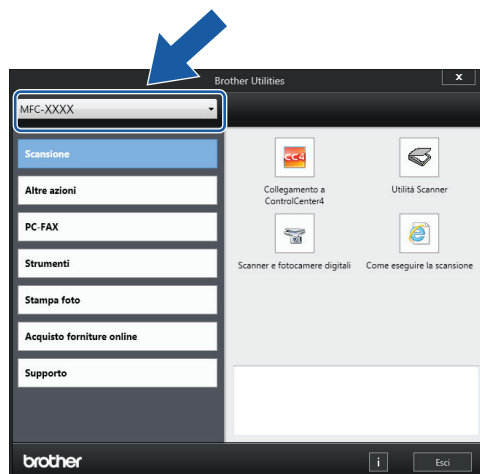 Brother Utilities
x
MFC-XXXX
Scansione
Altre azioni
PC-FAX
Strumenti
Stampa foto
Acquisto forniture online
Supporto
CC4
Collegamento a
ControlCenter4
Utilità Scanner
Scanner e fotocamere digitali
Come eseguire la scansione
brother
i
Esci